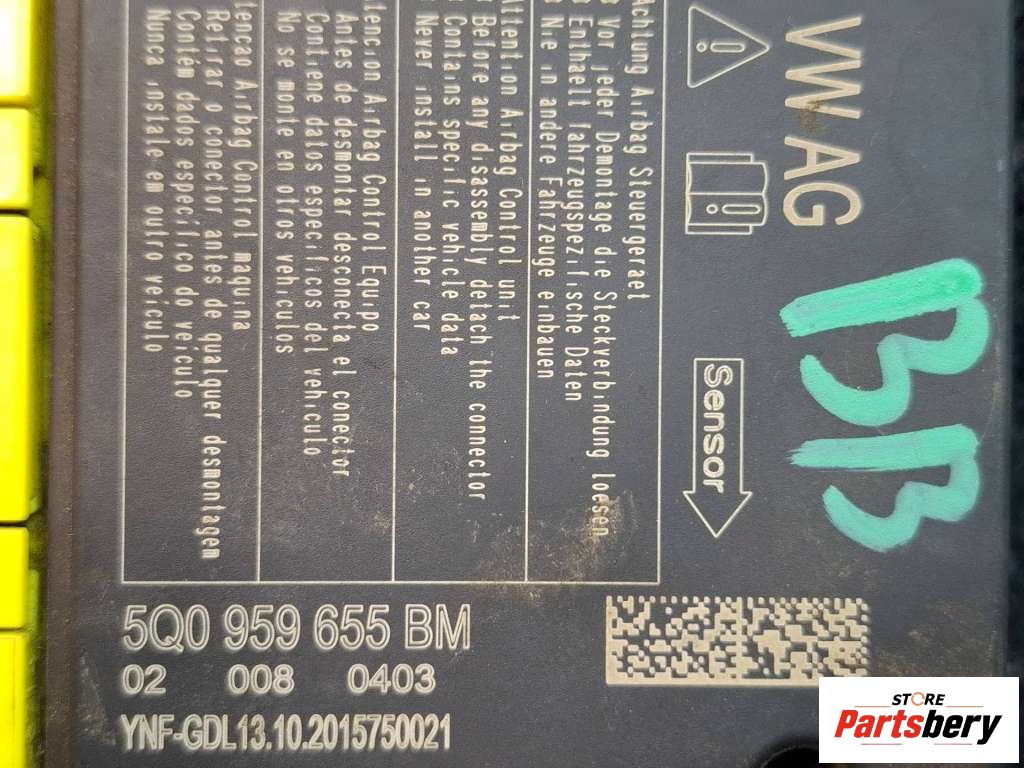 VW AG
BB
Sensor
Achtung Airbag Steuergeraet
Vor jeder Demontage die Steckverbindung loesen
Enthaelt fahrzeugspezifische Daten
Nie in andere Fahrzeuge einbauen
Attention Airbag Control unit
Before any disassembly detach the connector
Contains specific vehicle data
Never install in another car
Atencion Airbag Control Equipo
Antes de desmontar desconecta el conector
Contiene datos especificos del vehiculo
No se monte en otros vehiculos
Atencao Airbag Control maquina
Retirar o conector antes de qualquer desmontagem
Contém dados específico do veículo
Nunca instale em outro veículo
5Q0 959 655 BM
02 008 0403
YNF-GDL13.10.2015750021
STORE
Partsbery